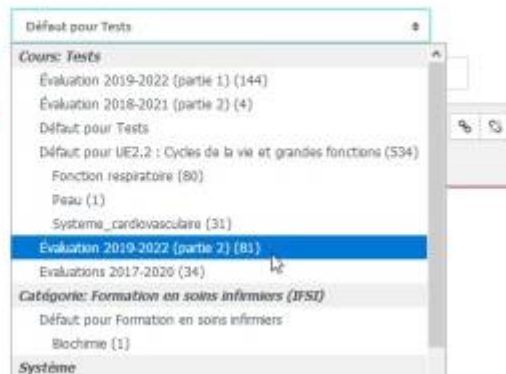 Défaut pour Tests
Cours: Tests
Évaluation 2019-2022 (partie 1) (144)
Évaluation 2018-2021 (partie 2) (4)
Défaut pour Tests
Défaut pour UE2.2 : Cycles de la vie et grandes fonctions (534)
Fonction respiratoire (80)
Peau (1)
Systeme_cardiovasculaire (31)
Évaluation 2019-2022 (partie 2) (81)
Evaluations 2017-2020 (34)
Catégorie: Formation en soins infirmiers (IFSI)
Défaut pour Formation en soins infirmiers
Biochimie (1)
Système